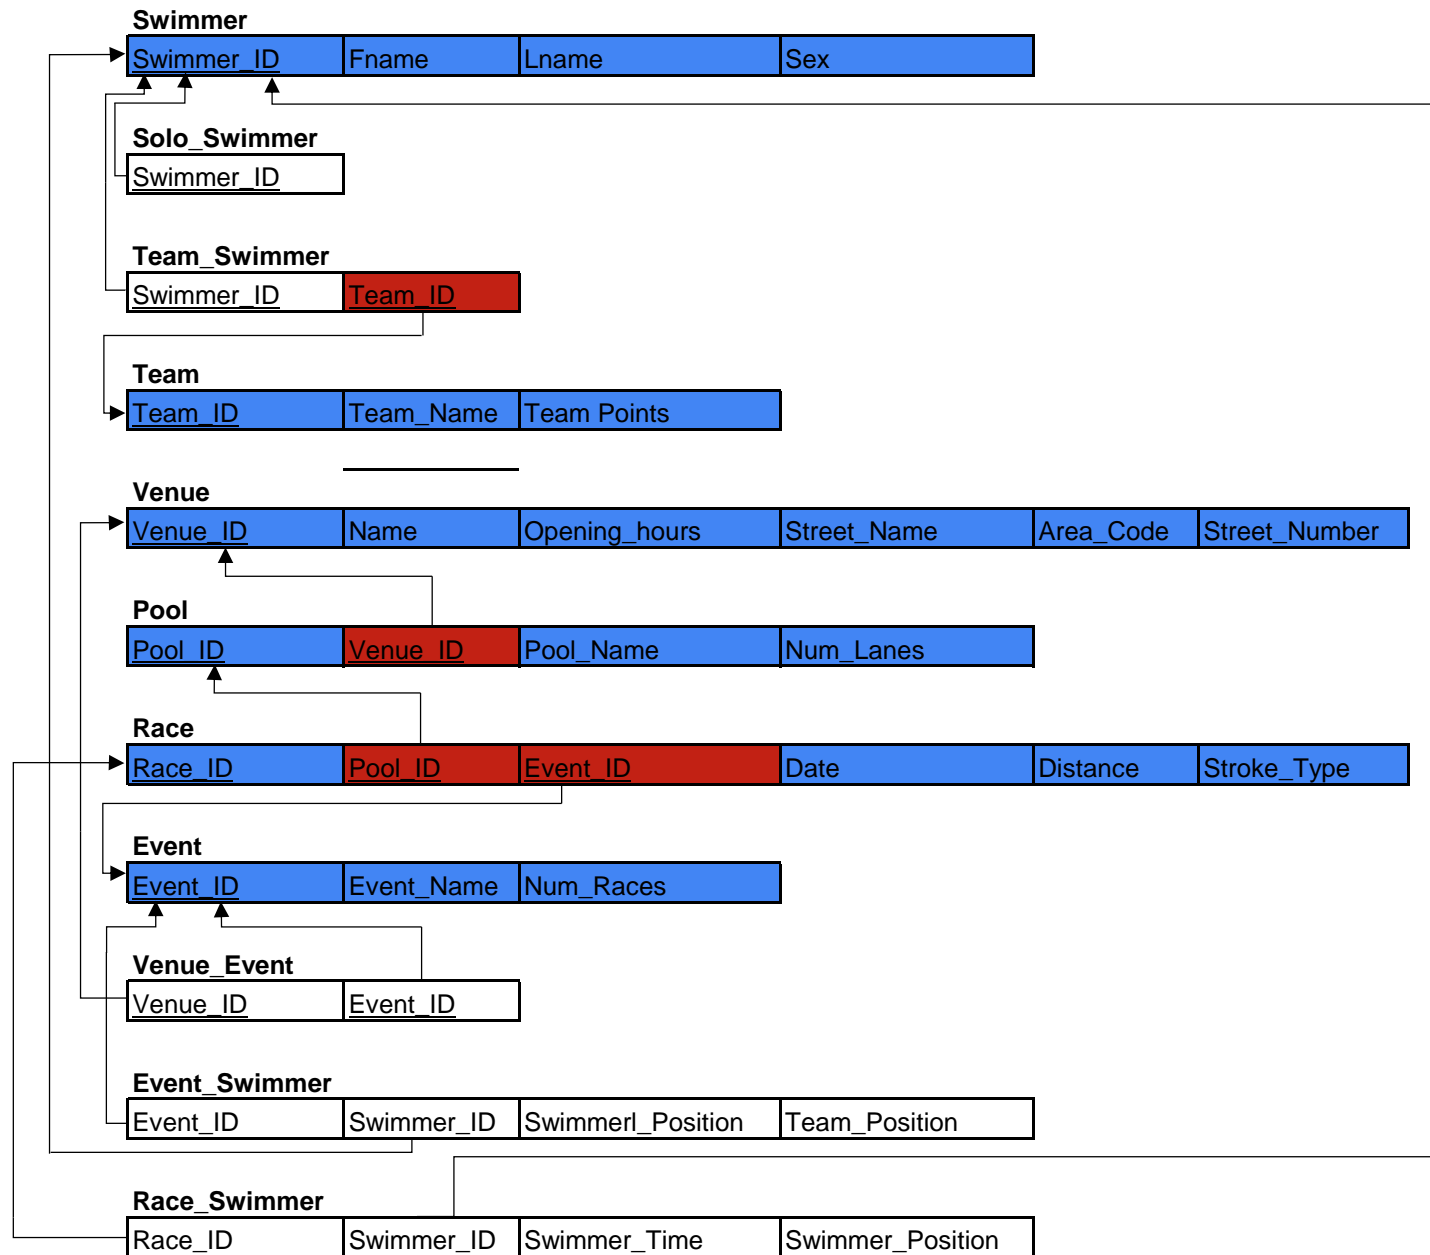 Swimmer
Swimmer_ID Fname Lname Sex
Solo_Swimmer
Swimmer_ID
Team_Swimmer
Swimmer_ID Team_ID
Team
Team_ID Team_Name Team Points
Venue
Venue_ID Name Opening_hours Street_Name Area_Code Street_Number
Pool
Pool_ID Venue_ID Pool_Name Num_Lanes
Race
Race_ID Pool_ID Event_ID Date Distance Stroke_Type
Event
Event_ID Event_Name Num_Races
Venue_Event
Venue_ID Event_ID
Event_Swimmer
Event_ID Swimmer_ID Swimmerl_Position Team_Position
Race_Swimmer
Race_ID Swimmer_ID Swimmer_Time Swimmer_Position